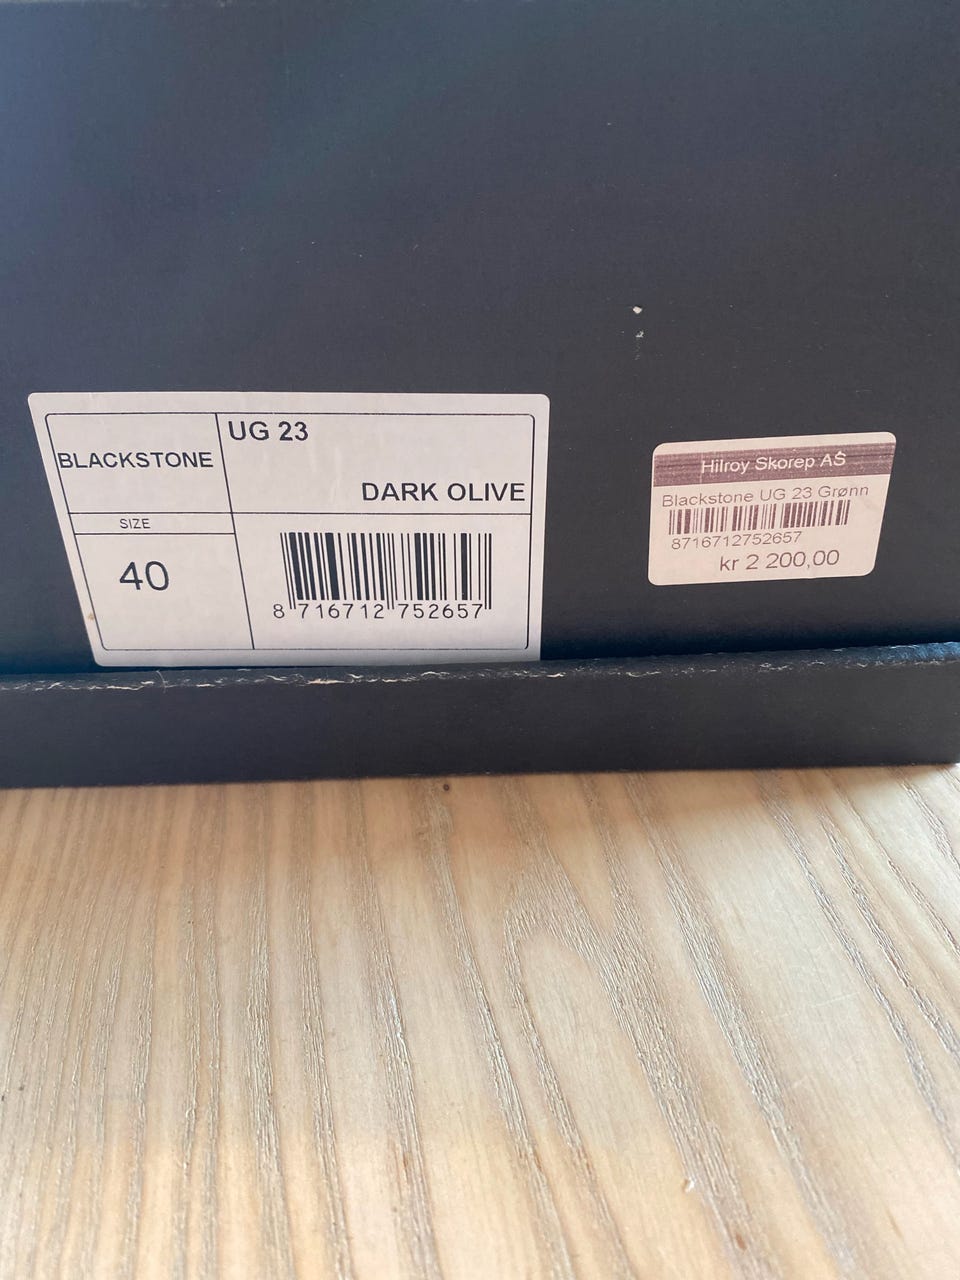 BLACKSTONE
UG 23
DARK OLIVE
SIZE
40
8 716712 752657
Hilroy Skorep AS
Blackstone UG 23 Grønn
8716712752657
kr 2 200,00